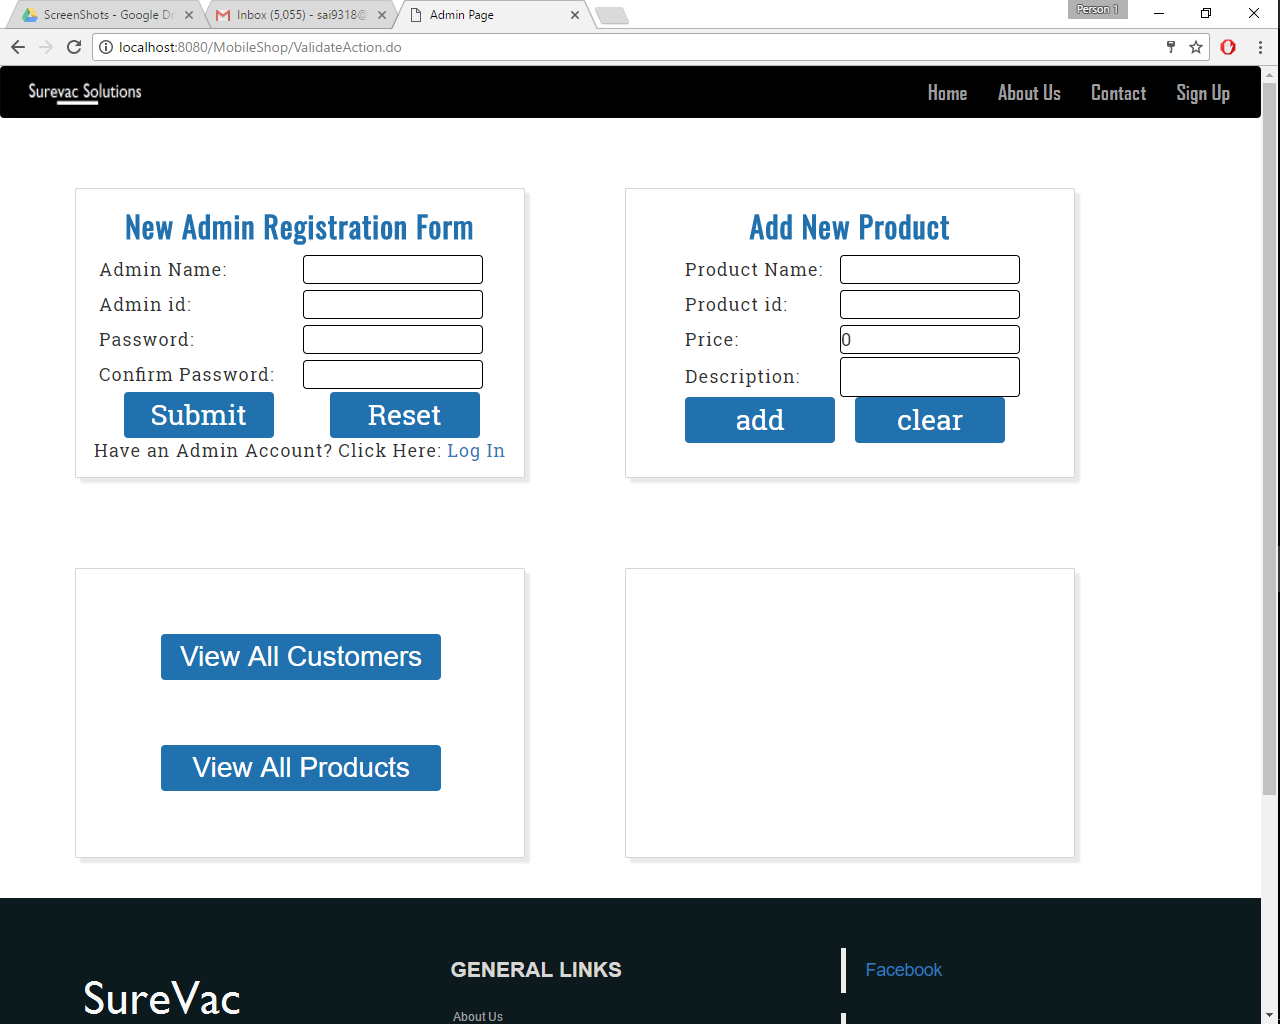 ScreenShots - Google Dr
Inbox (5,055) - sai9318@
Admin Page
Person 1
localhost:8080/MobileShop/ValidateAction.do
Surevac Solutions
Home About Us Contact Sign Up
New Admin Registration Form
Admin Name:
Admin id:
Password:
Confirm Password:
Submit Reset
Have an Admin Account? Click Here: Log In
Add New Product
Product Name:
Product id:
Price: 0
Description:
add clear
View All Customers
View All Products
SureVac
GENERAL LINKS
About Us
Facebook